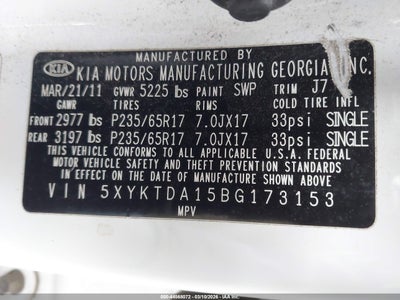 MANUFACTURED BY
KIA KIA MOTORS MANUFACTURING GEORGIA, INC.
MAR/21/11 GVWR 5225 lbs PAINT SWP TRIM J7
GAWR TIRES RIMS COLD TIRE INFL
FRONT 2977 lbs P235/65R17 7.0JX17 33psi SINGLE
REAR 3197 lbs P235/65R17 7.0JX17 33psi SINGLE
THIS VEHICLE CONFORMS TO ALL APPLICABLE U.S.A. FEDERAL
MOTOR VEHICLE SAFETY AND THEFT PREVENTION STANDARDS
IN EFFECT ON THE DATE OF MANUFACTURE SHOWN ABOVE.
VIN 5XYKTDA15BG173153
MPV